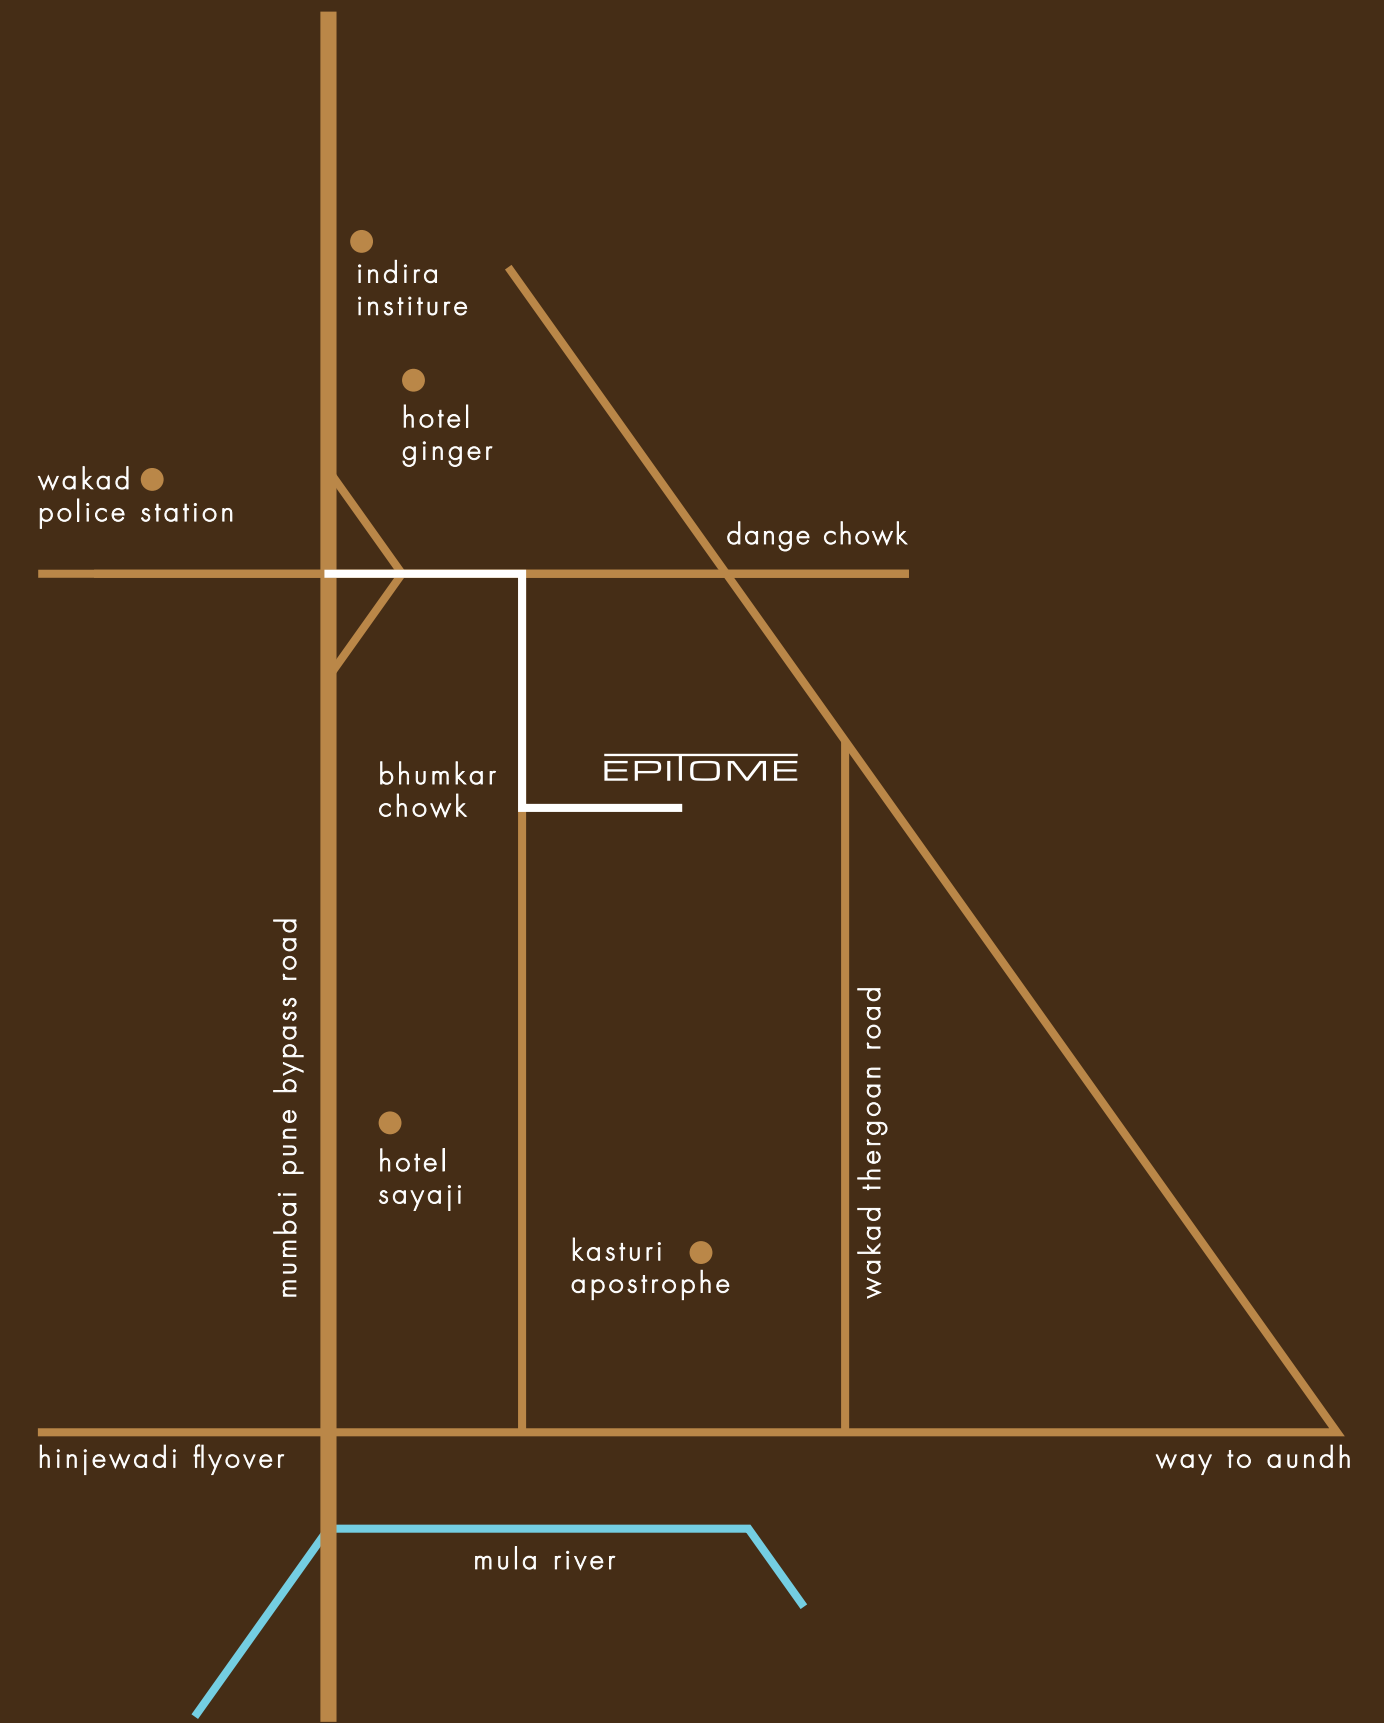 indira
institure
hotel
ginger
wakad
police station
dange chowk
EPITOME
bhumkar
chowk
mumbai pune bypass road
wakad thergoan road
hotel
sayaji
kasturi
apostrophe
hinjewadi flyover
way to aundh
mula river